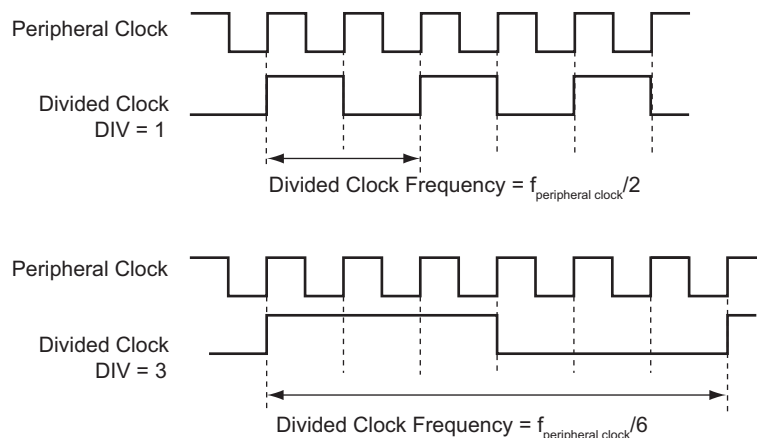 Peripheral Clock
Divided Clock
DIV = 1
Divided Clock Frequency = fperipheral clock/2
Peripheral Clock
Divided Clock
DIV = 3
Divided Clock Frequency = fperipheral clock/6